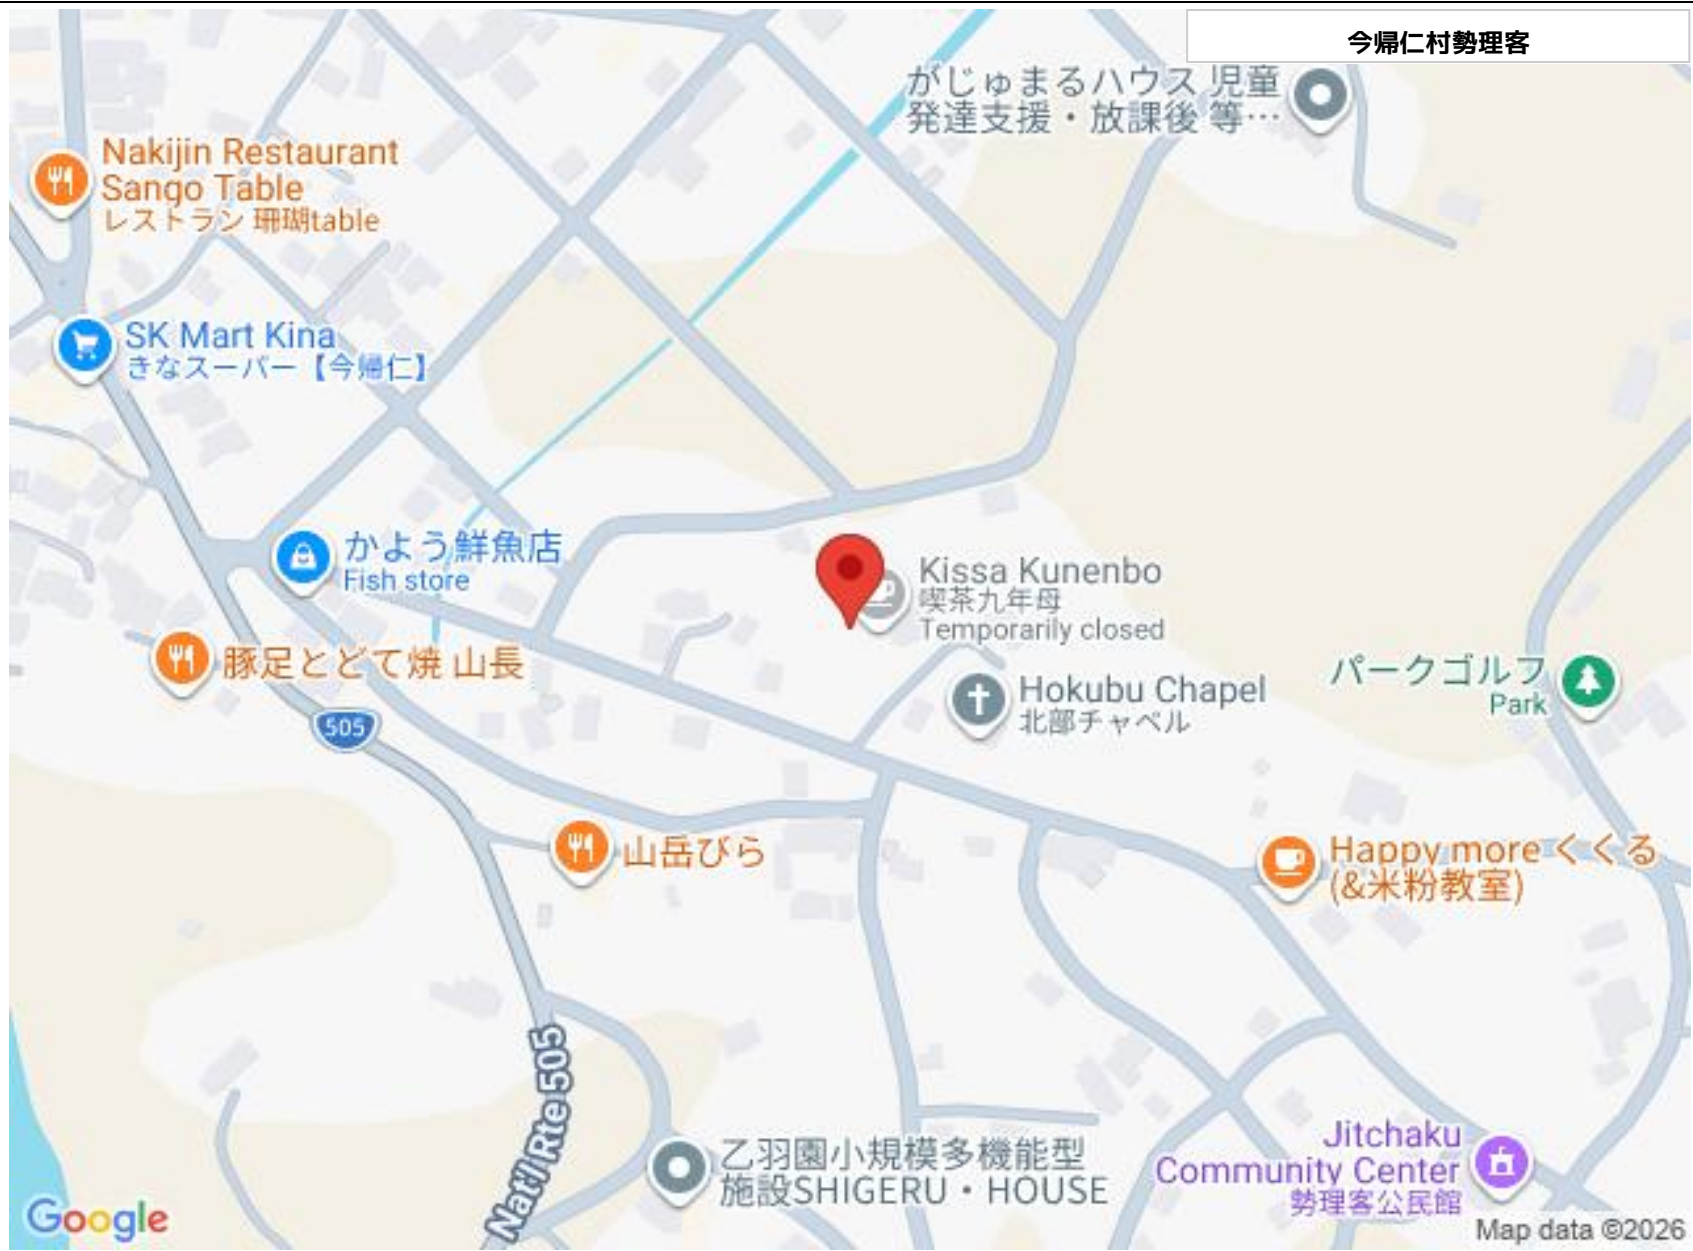 今帰仁村勢理客
がじゅまるハウス 児童
発達支援・放課後 等…
Nakijin Restaurant
Sango Table
レストラン 珊瑚table
SK Mart Kina
きなスーパー【今帰仁】
かよう鮮魚店
Fish store
Kissa Kunenbo
喫茶九年母
Temporarily closed
豚足とどて焼 山長
パークゴルフ
Park
Hokubu Chapel
北部チャペル
505
山岳びら
Happy more くくる
(&米粉教室)
Nat'l Rte 505
乙羽園小規模多機能型
施設SHIGERU・HOUSE
Jitchaku
Community Center
勢理客公民館
Google
Map data ©2026